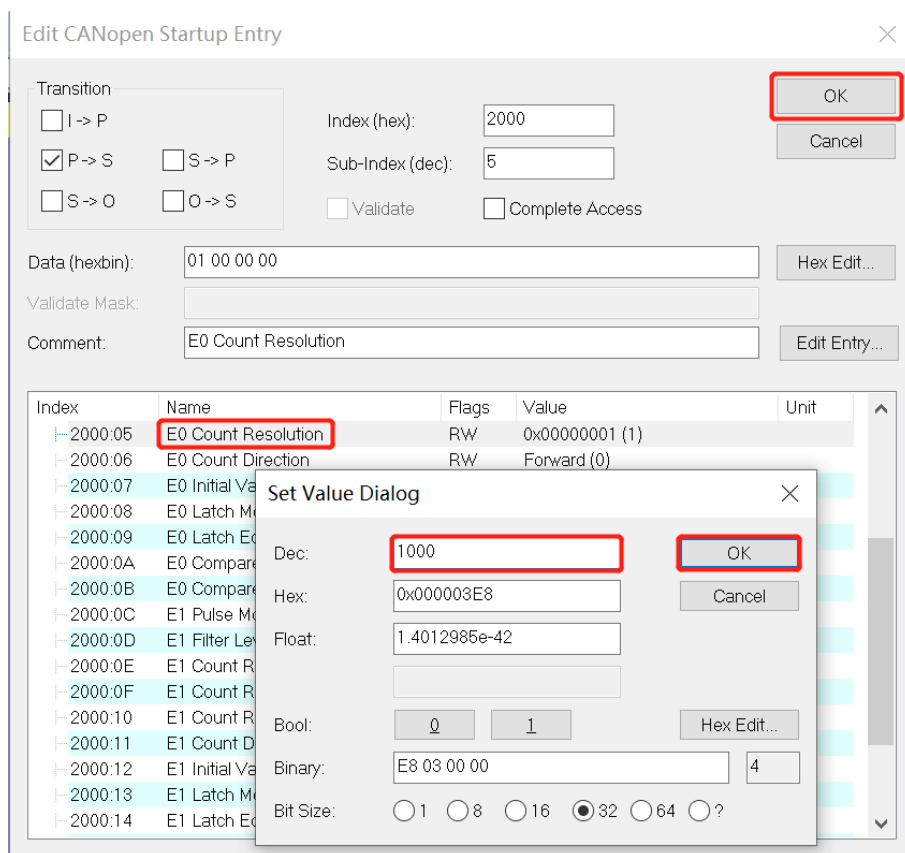 Edit CANopen Startup Entry
Transition
I -> P
P -> S
S -> P
S -> O
O -> S
Index (hex):
2000
Sub-Index (dec):
5
Validate
Complete Access
OK
Cancel
Data (hexbin):
01 00 00 00
Hex Edit...
Validate Mask:
Comment:
E0 Count Resolution
Edit Entry...
Index Name Flags Value Unit
2000:05 E0 Count Resolution RW 0x00000001 (1)
2000:06 E0 Count Direction RW Forward (0)
2000:07 E0 Initial Va
2000:08 E0 Latch M
2000:09 E0 Latch Ed
2000:0A E0 Compare
2000:0B E0 Compare
2000:0C E1 Pulse Mo
2000:0D E1 Filter Lev
2000:0E E1 Count R
2000:0F E1 Count R
2000:10 E1 Count R
2000:11 E1 Count D
2000:12 E1 Initial Va
2000:13 E1 Latch M
2000:14 E1 Latch Ed
Set Value Dialog
Dec:
1000
OK
Hex:
0x000003E8
Cancel
Float:
1.4012985e-42
Bool:
0
1
Hex Edit...
Binary:
E8 03 00 00
4
Bit Size:
1 8 16 32 64 ?